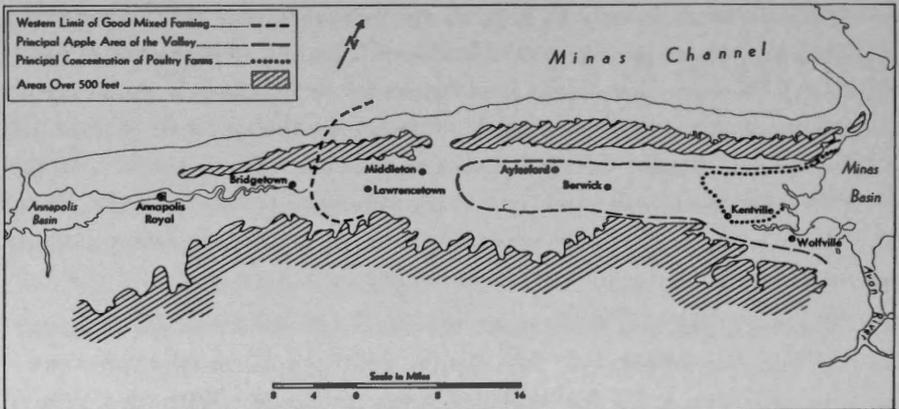 Western Limit of Good Mixed Farming
Principal Apple Area of the Valley
Principal Concentration of Poultry Farms
Areas Over 500 feet
N
Minas Channel
Minas
Basin
Middleton
Aylesford
Bridgetown
Lawrencetown
Berwick
Annapolis
Basin
Annapolis
Royal
Kentville
Wolfville
Avon River
Scale in Miles
8 4 0 8 16